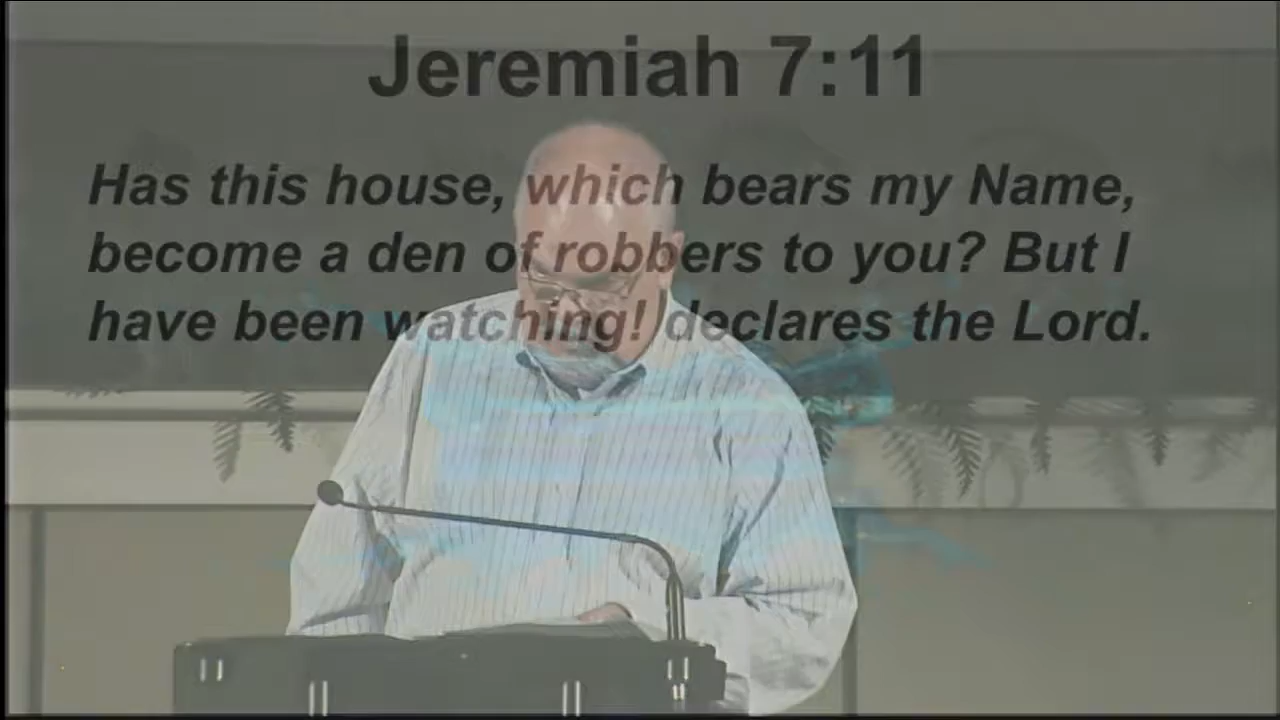 Jeremiah 7:11
Has this house, which bears my Name,
become a den of robbers to you? But I
have been watching! declares the Lord.